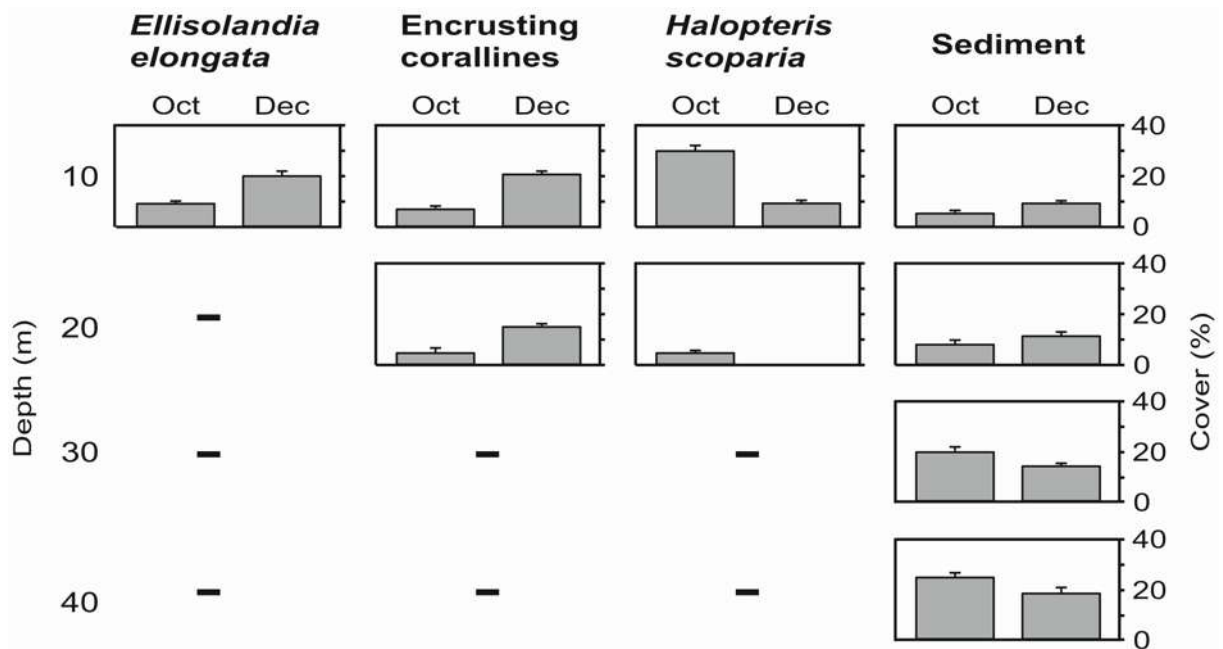 Ellisolandia
elongata
Encrusting
corallines
Halopteris
scoparia
Sediment
Oct Dec
Oct Dec
Oct Dec
Oct Dec
Depth (m)
10
20
30
40
40
20
0
40
20
0
40
20
0
40
20
0
Cover (%)